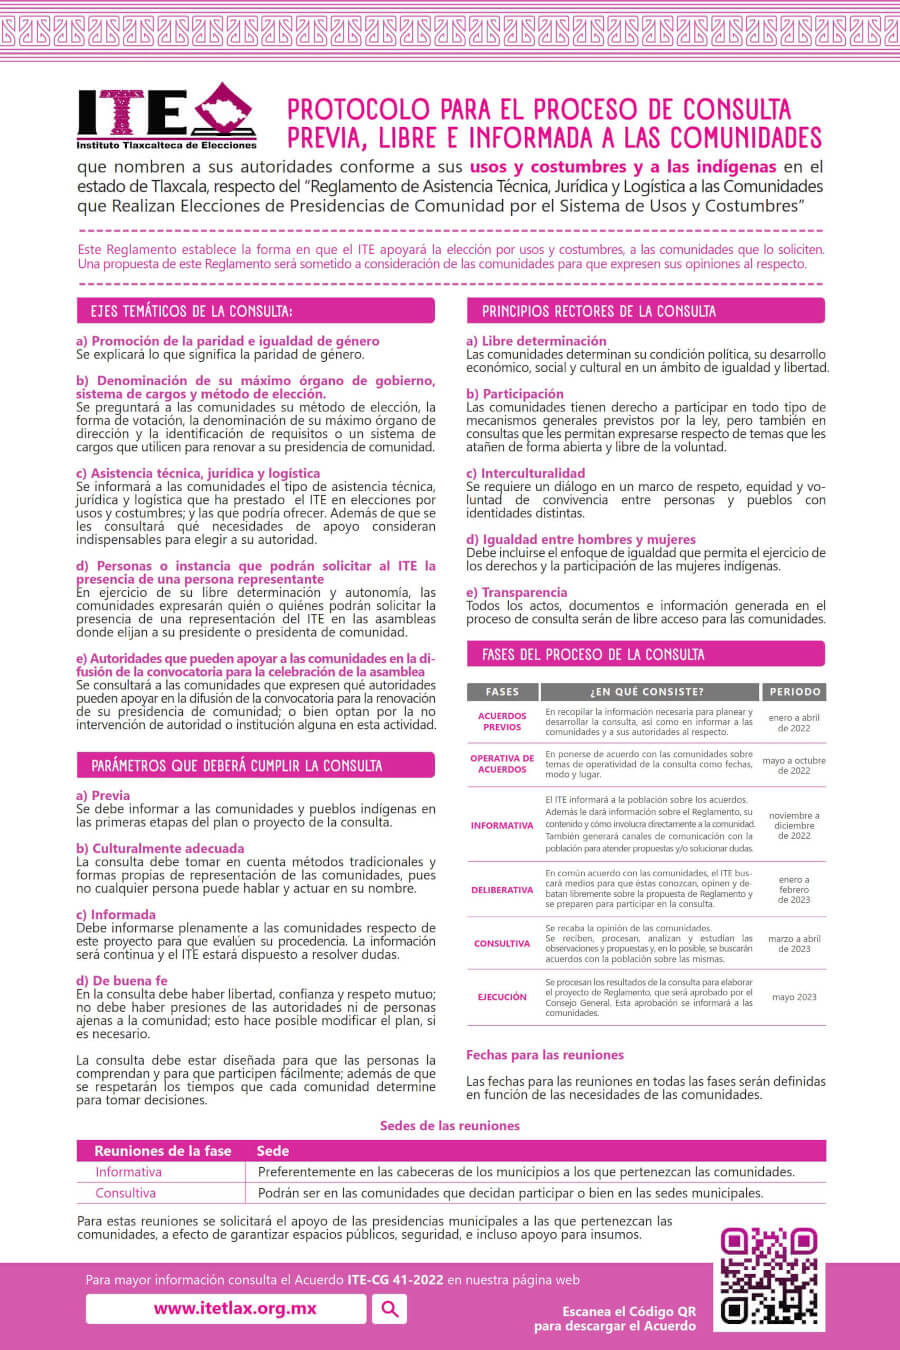 ITE
Instituto Tlaxcalteca de Elecciones
PROTOCOLO PARA EL PROCESO DE CONSULTA
PREVIA, LIBRE E INFORMADA A LAS COMUNIDADES
que nombren a sus autoridades conforme a sus usos y costumbres y a las indígenas en el
estado de Tlaxcala, respecto del “Reglamento de Asistencia Técnica, Jurídica y Logística a las Comunidades
que Realizan Elecciones de Presidencias de Comunidad por el Sistema de Usos y Costumbres”
Este Reglamento establece la forma en que el ITE apoyará la elección por usos y costumbres, a las comunidades que lo soliciten.
Una propuesta de este Reglamento será sometido a consideración de las comunidades para que expresen sus opiniones al respecto.
EJES TEMÁTICOS DE LA CONSULTA:
a) Promoción de la paridad e igualdad de género
Se explicará lo que significa la paridad de género.
b) Denominación de su máximo órgano de gobierno,
sistema de cargos y método de elección.
Se preguntará a las comunidades su método de elección, la
forma de votación, la denominación de su máximo órgano de
dirección y la identificación de requisitos o un sistema de
cargos que utilicen para renovar a su presidencia de comunidad.
c) Asistencia técnica, jurídica y logística
Se informará a las comunidades el tipo de asistencia técnica,
jurídica y logística que ha prestado el ITE en elecciones por
usos y costumbres; y las que podría ofrecer. Además de que se
les consultará qué necesidades de apoyo consideran
indispensables para elegir a su autoridad.
d) Personas o instancia que podrán solicitar al ITE la
presencia de una persona representante
En ejercicio de su libre determinación y autonomía, las
comunidades expresarán quién o quiénes podrán solicitar la
presencia de una representación del ITE en las asambleas
donde elijan a su presidente o presidenta de comunidad.
e) Autoridades que pueden apoyar a las comunidades en la di-
fusión de la convocatoria para la celebración de la asamblea
Se consultará a las comunidades que expresen qué autoridades
pueden apoyar en la difusión de la convocatoria para la renovación
de su presidencia de comunidad; o bien optan por la no
intervención de autoridad o institución alguna en esta actividad.
PARÁMETROS QUE DEBERÁ CUMPLIR LA CONSULTA
a) Previa
Se debe informar a las comunidades y pueblos indígenas en
las primeras etapas del plan o proyecto de la consulta.
b) Culturalmente adecuada
La consulta debe tomar en cuenta métodos tradicionales y
formas propias de representación de las comunidades, pues
no cualquier persona puede hablar y actuar en su nombre.
c) Informada
Debe informarse plenamente a las comunidades respecto de
este proyecto para que evalúen su procedencia. La información
será continua y el ITE estará dispuesto a resolver dudas.
d) De buena fe
En la consulta debe haber libertad, confianza y respeto mutuo;
no debe haber presiones de las autoridades ni de personas
ajenas a la comunidad; esto hace posible modificar el plan, si
es necesario.
La consulta debe estar diseñada para que las personas la
comprendan y para que participen fácilmente; además de que
se respetarán los tiempos que cada comunidad determine
para tomar decisiones.
PRINCIPIOS RECTORES DE LA CONSULTA
a) Libre determinación
Las comunidades determinan su condición política, su desarrollo
económico, social y cultural en un ámbito de igualdad y libertad.
b) Participación
Las comunidades tienen derecho a participar en todo tipo de
mecanismos generales previstos por la ley, pero también en
consultas que les permitan expresarse respecto de temas que les
atañen de forma abierta y libre de la voluntad.
c) Interculturalidad
Se requiere un diálogo en un marco de respeto, equidad y vo-
luntad de convivencia entre personas y pueblos con
identidades distintas.
d) Igualdad entre hombres y mujeres
Debe incluirse el enfoque de igualdad que permita el ejercicio de
los derechos y la participación de las mujeres indígenas.
e) Transparencia
Todos los actos, documentos e información generada en el
proceso de consulta serán de libre acceso para las comunidades.
FASES DEL PROCESO DE LA CONSULTA
FASES ¿EN QUÉ CONSISTE? PERIODO
ACUERDOS
PREVIOS
En recopilar la información necesaria para planear y
desarrollar la consulta, así como en informar a las
comunidades y a sus autoridades al respecto.
enero a abril
de 2022
OPERATIVA DE
ACUERDOS
En ponerse de acuerdo con las comunidades sobre
temas de operatividad de la consulta como fechas,
modo y lugar.
mayo a octubre
de 2022
INFORMATIVA
El ITE informará a la población sobre los acuerdos.
Además le dará información sobre el Reglamento, su
contenido y cómo involucra directamente a la comunidad.
También generará canales de comunicación con la
población para atender propuestas y/o solucionar dudas.
noviembre a
diciembre
de 2022
DELIBERATIVA
En común acuerdo con las comunidades, el ITE bus-
cará medios para que éstas conozcan, opinen y de-
batan libremente sobre la propuesta de Reglamento y
se preparen para participar en la consulta.
enero a
febrero
de 2023
CONSULTIVA
Se recaba la opinión de las comunidades.
Se reciben, procesan, analizan y estudian las
observaciones y propuestas y, en lo posible, se buscarán
acuerdos con la población sobre las mismas.
marzo a abril
de 2023
EJECUCIÓN
Se procesan los resultados de la consulta para elaborar
el proyecto de Reglamento, que será aprobado por el
Consejo General. Esta aprobación se informará a las
comunidades.
mayo 2023
Fechas para las reuniones
Las fechas para las reuniones en todas las fases serán definidas
en función de las necesidades de las comunidades.
Sedes de las reuniones
Reuniones de la fase Sede
Informativa Preferentemente en las cabeceras de los municipios a los que pertenezcan las comunidades.
Consultiva Podrán ser en las comunidades que decidan participar o bien en las sedes municipales.
Para estas reuniones se solicitará el apoyo de las presidencias municipales a las que pertenezcan las
comunidades, a efecto de garantizar espacios públicos, seguridad, e incluso apoyo para insumos.
Para mayor información consulta el Acuerdo ITE-CG 41-2022 en nuestra página web
www.itetlax.org.mx
Escanea el Código QR
para descargar el Acuerdo